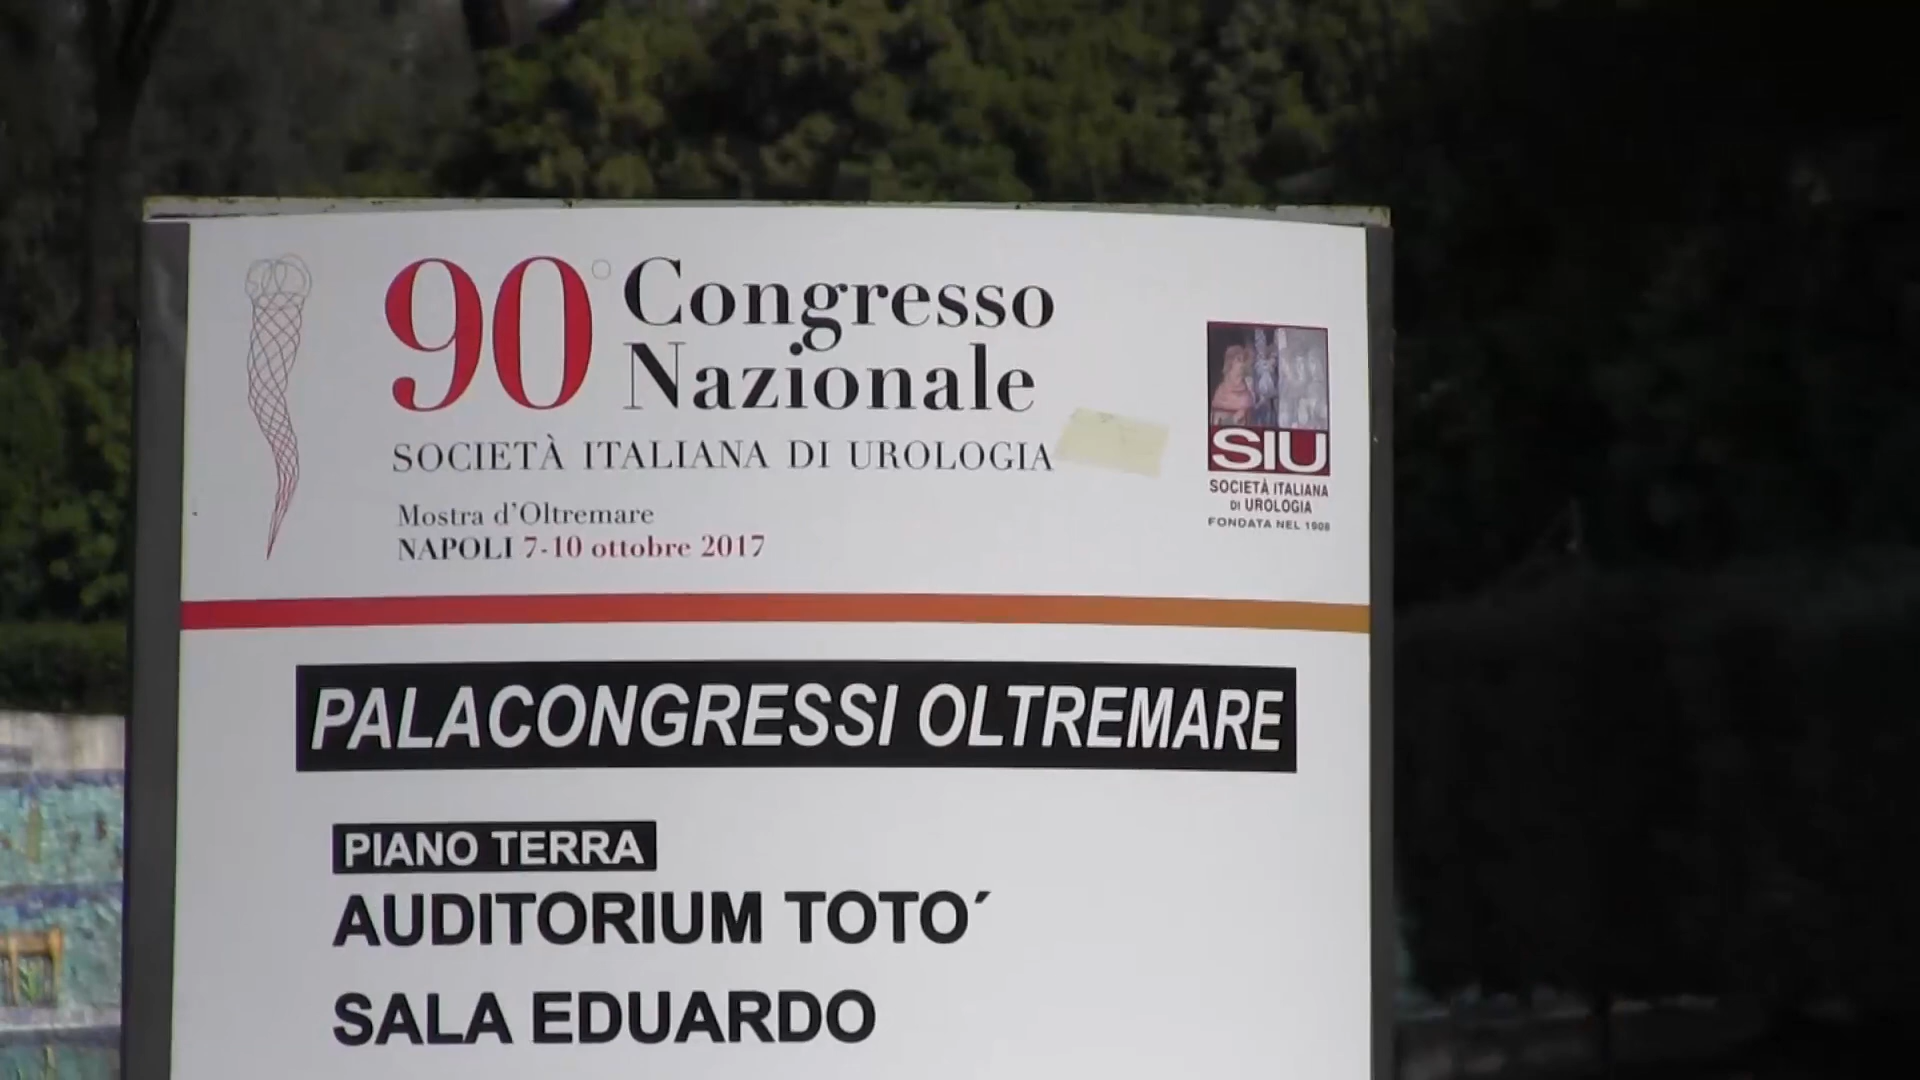 90° Congresso
Nazionale
SOCIETÀ ITALIANA DI UROLOGIA
Mostra d'Oltremare
NAPOLI 7-10 ottobre 2017
SIU
SOCIETÀ ITALIANA
DI UROLOGIA
FONDATA NEL 1908
PALACONGRESSI OLTREMARE
PIANO TERRA
AUDITORIUM TOTO´
SALA EDUARDO